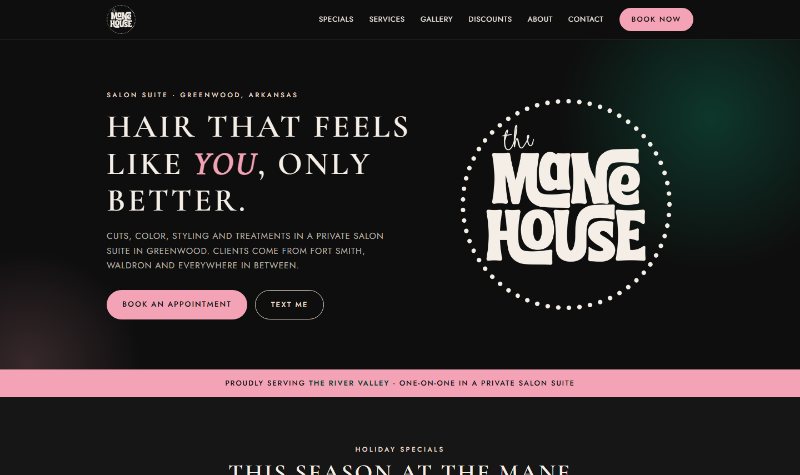 the
MANE
HOUSE
SPECIALS SERVICES GALLERY DISCOUNTS ABOUT CONTACT BOOK NOW
SALON SUITE · GREENWOOD, ARKANSAS
HAIR THAT FEELS
LIKE YOU, ONLY
BETTER.
CUTS, COLOR, STYLING AND TREATMENTS IN A PRIVATE SALON
SUITE IN GREENWOOD. CLIENTS COME FROM FORT SMITH,
WALDRON AND EVERYWHERE IN BETWEEN.
BOOK AN APPOINTMENT TEXT ME
the
MANE
HOUSE
PROUDLY SERVING THE RIVER VALLEY · ONE-ON-ONE IN A PRIVATE SALON SUITE
HOLIDAY SPECIALS
THIS SEASON AT THE MANE